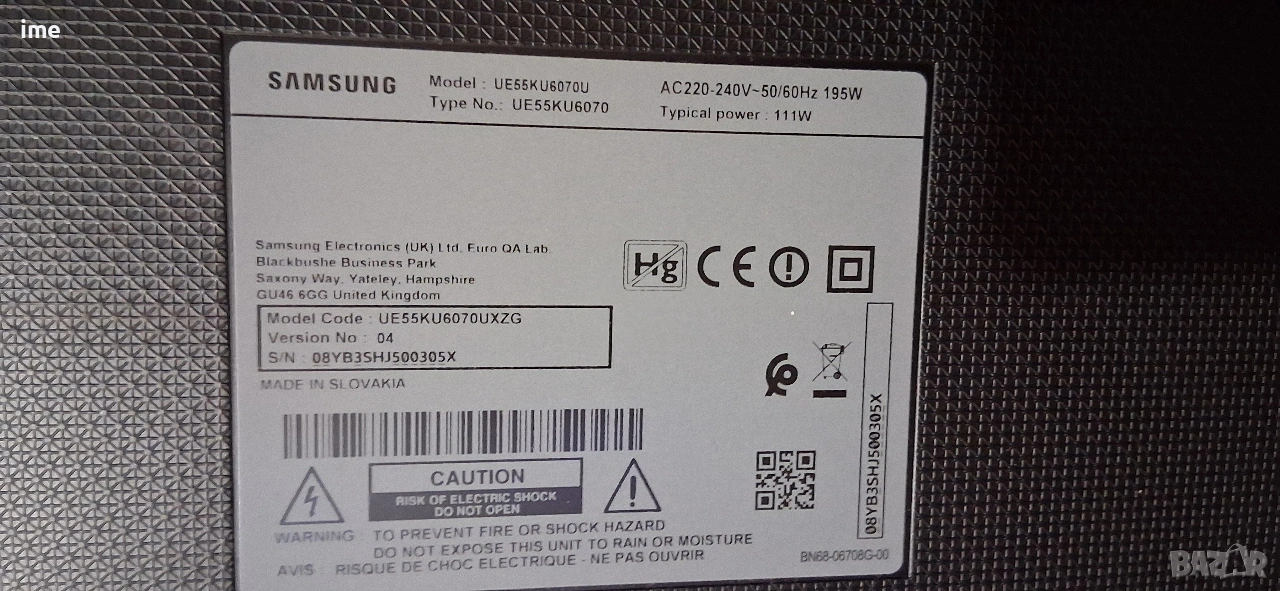 ime
SAMSUNG
Model : UE55KU6070U
Type No.: UE55KU6070
AC220-240V~50/60Hz 195W
Typical power : 111W
Samsung Electronics (UK) Ltd, Euro QA Lab.
Blackbushe Business Park
Saxony Way, Yateley, Hampshire
GU46 6GG United Kingdom
Hg CE
Model Code : UE55KU6070UXZG
Version No : 04
S/N : 08YB3SHJ500305X
MADE IN SLOVAKIA
08YB3SHJ500305X
CAUTION
RISK OF ELECTRIC SHOCK
DO NOT OPEN
WARNING TO PREVENT FIRE OR SHOCK HAZARD
DO NOT EXPOSE THIS UNIT TO RAIN OR MOISTURE
AVIS : RISQUE DE CHOC ELECTRIQUE - NE PAS OUVRIR
BN68-06708G-00
BAZAR